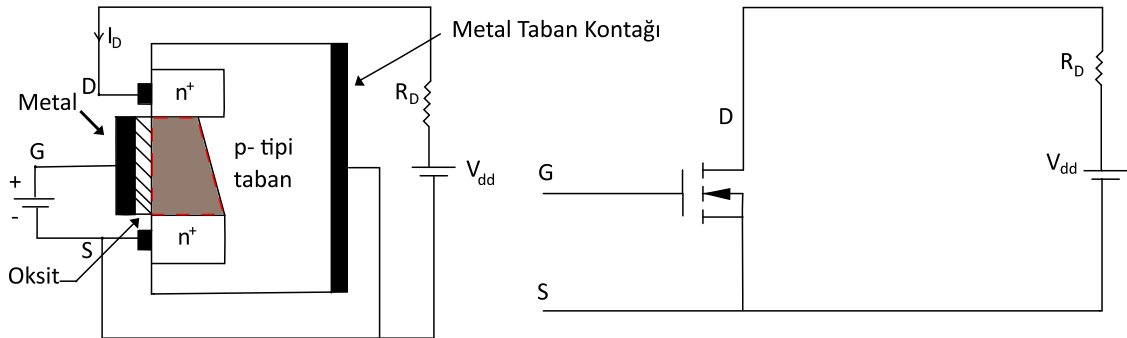 I_D
Metal Taban Kontağı
D
n⁺
R_D
Metal
G
p- tipi
taban
V_dd
+
-
S
n⁺
Oksit
D
R_D
G
V_dd
S